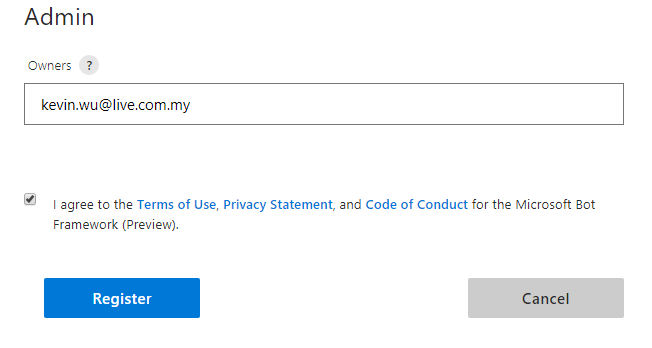 Admin
Owners ?
kevin.wu@live.com.my
I agree to the Terms of Use, Privacy Statement, and Code of Conduct for the Microsoft Bot
Framework (Preview).
Register Cancel